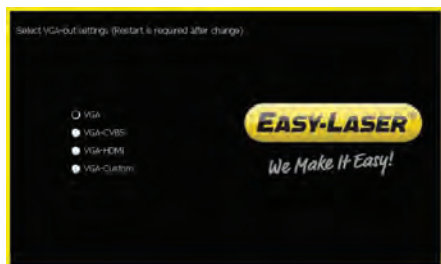 Select VGA-out settings (Restart is required after change)
VGA
VGA-CVBS
VGA-HDMI
VGA-Custom
EASY-LASER®
We Make It Easy!